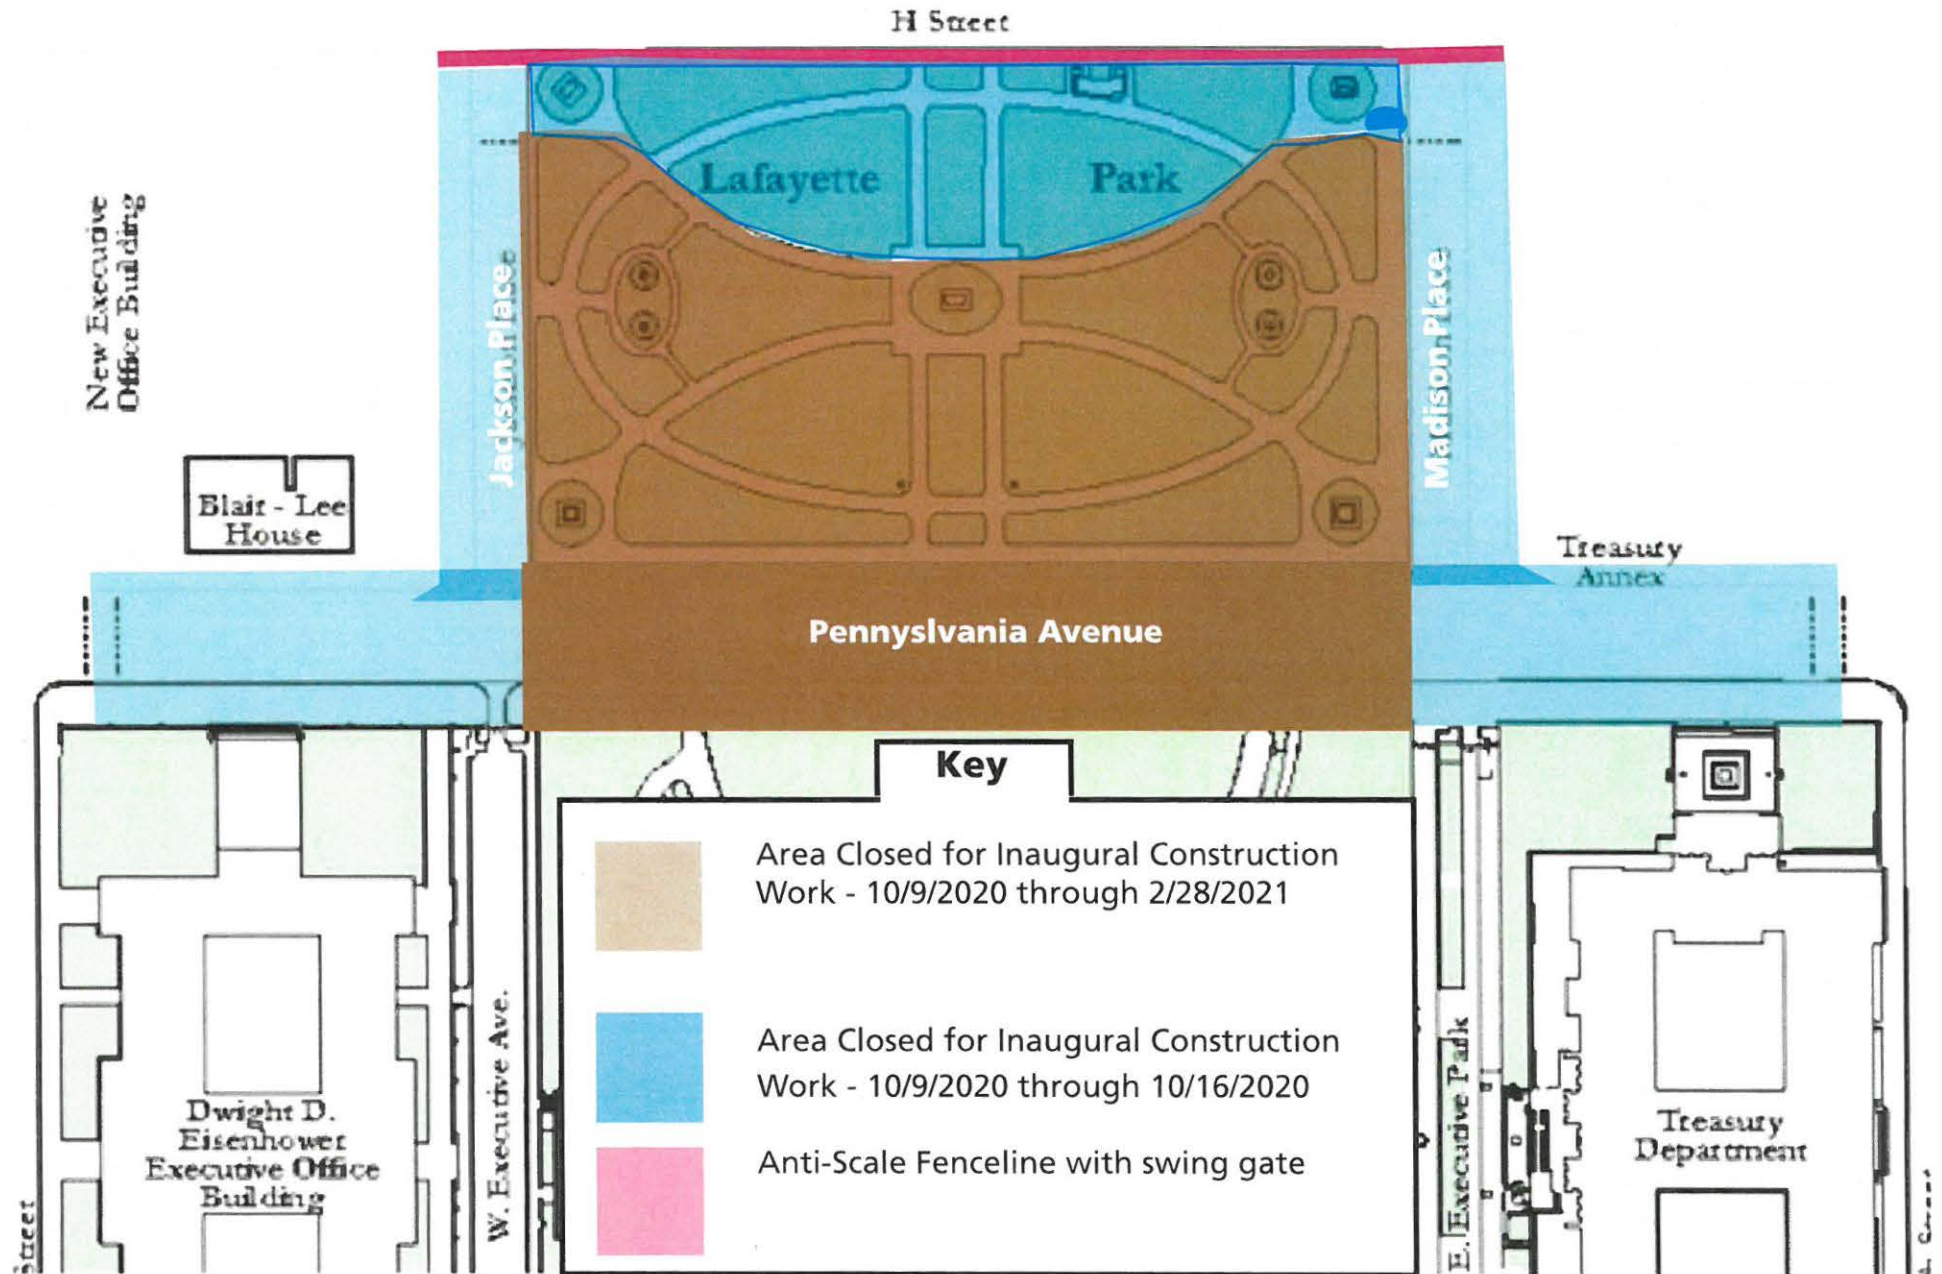 H Street
Lafayette Park
New Executive
Office Building
Jackson Place
Madison Place
Blair - Lee
House
Treasury
Annex
Pennyslvania Avenue
Key
Area Closed for Inaugural Construction
Work - 10/9/2020 through 2/28/2021
Area Closed for Inaugural Construction
Work - 10/9/2020 through 10/16/2020
Anti-Scale Fenceline with swing gate
W. Executive Ave.
E. Executive Park
Dwight D.
Eisenhower
Executive Office
Building
Treasury
Department
Street